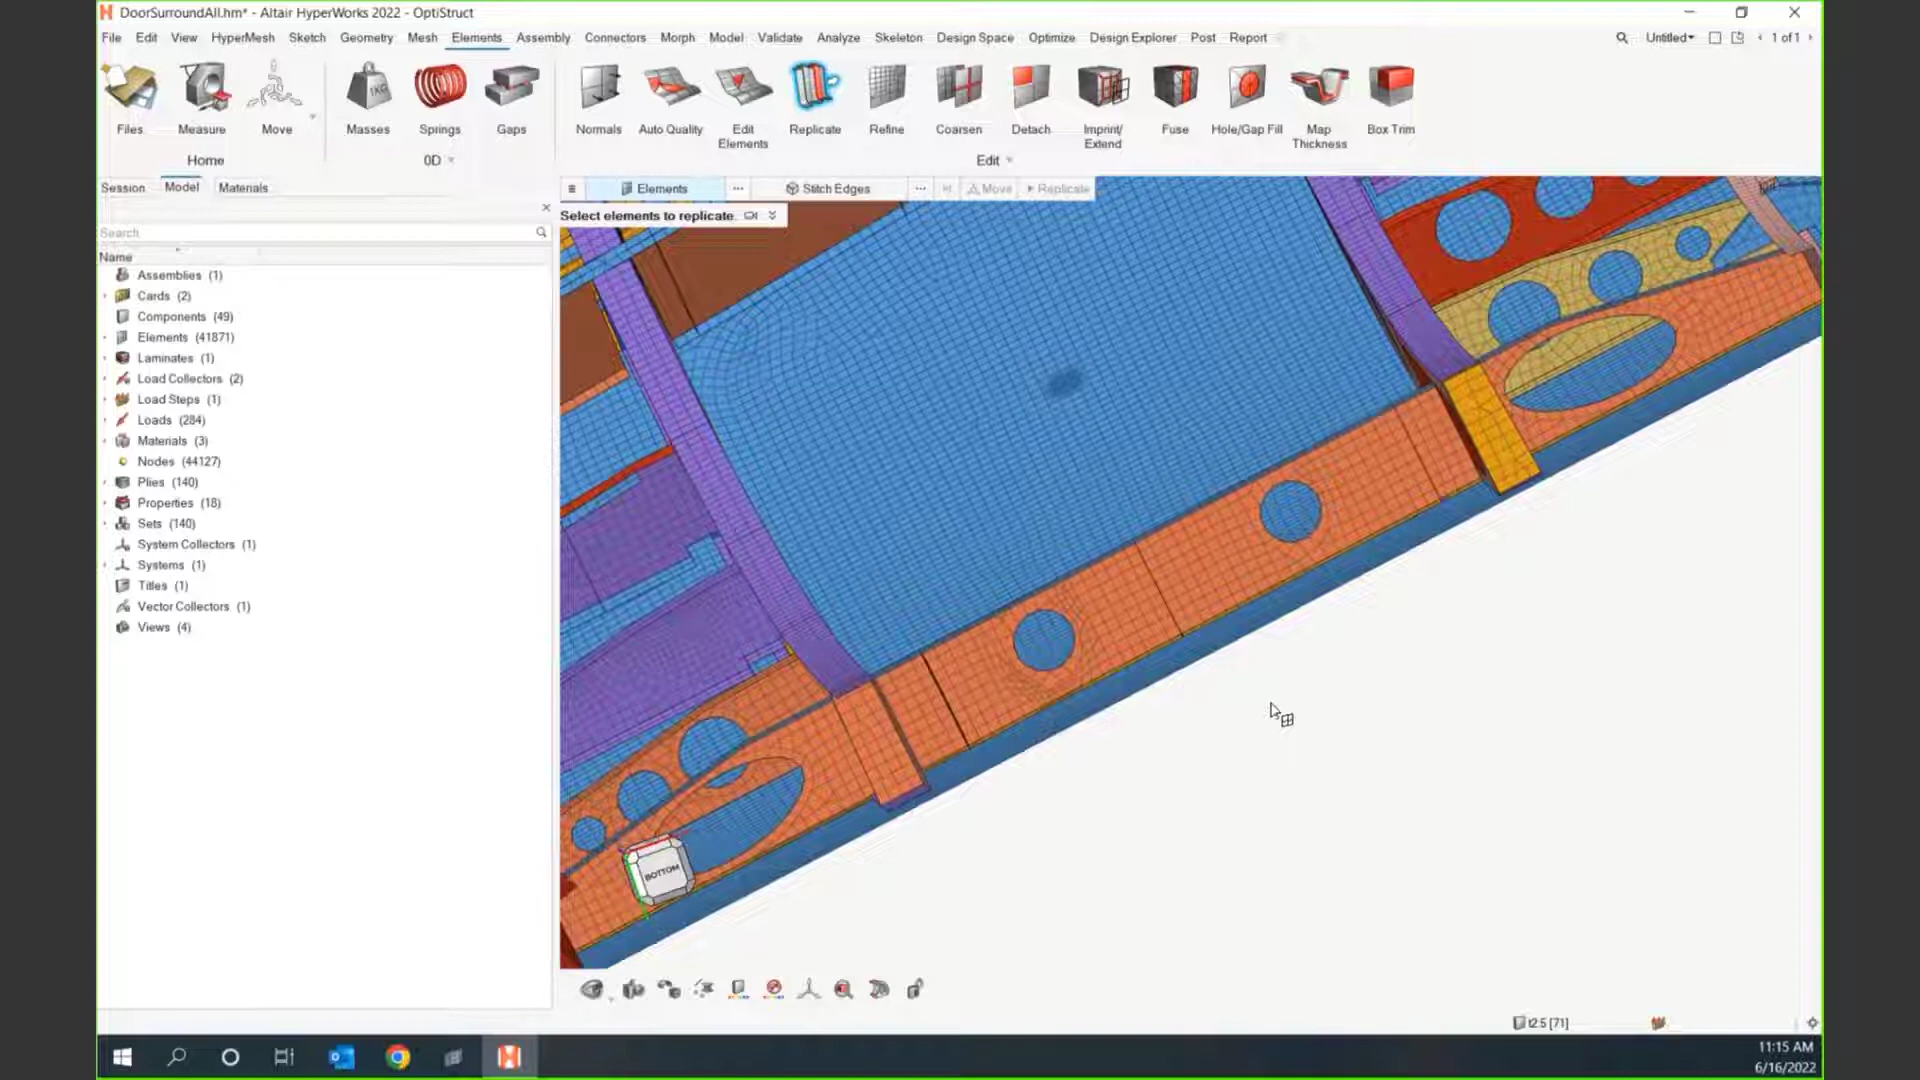 DoorSurroundAll.hm* - Altair HyperWorks 2022 - OptiStruct
File Edit View HyperMesh Sketch Geometry Mesh Elements Assembly Connectors Morph Model Validate Analyze Skeleton Design Space Optimize Design Explorer Post Report Untitled 1 of 1
1KG
Files Measure Move Masses Springs Gaps Normals Auto Quality Edit Elements Replicate Refine Coarsen Detach Imprint/ Extend Fuse Hole/Gap Fill Map Thickness Box Trim
Home 0D Edit
Session Model Materials
Elements Stitch Edges Move Replicate
Select elements to replicate.
Search
Name
Assemblies (1)
Cards (2)
Components (49)
Elements (41871)
Laminates (1)
Load Collectors (2)
Load Steps (1)
Loads (284)
Materials (3)
Nodes (44127)
Plies (140)
Properties (18)
Sets (140)
System Collectors (1)
Systems (1)
Titles (1)
Vector Collectors (1)
Views (4)
BOTTOM
t2.5 [71]
11:15 AM
6/16/2022